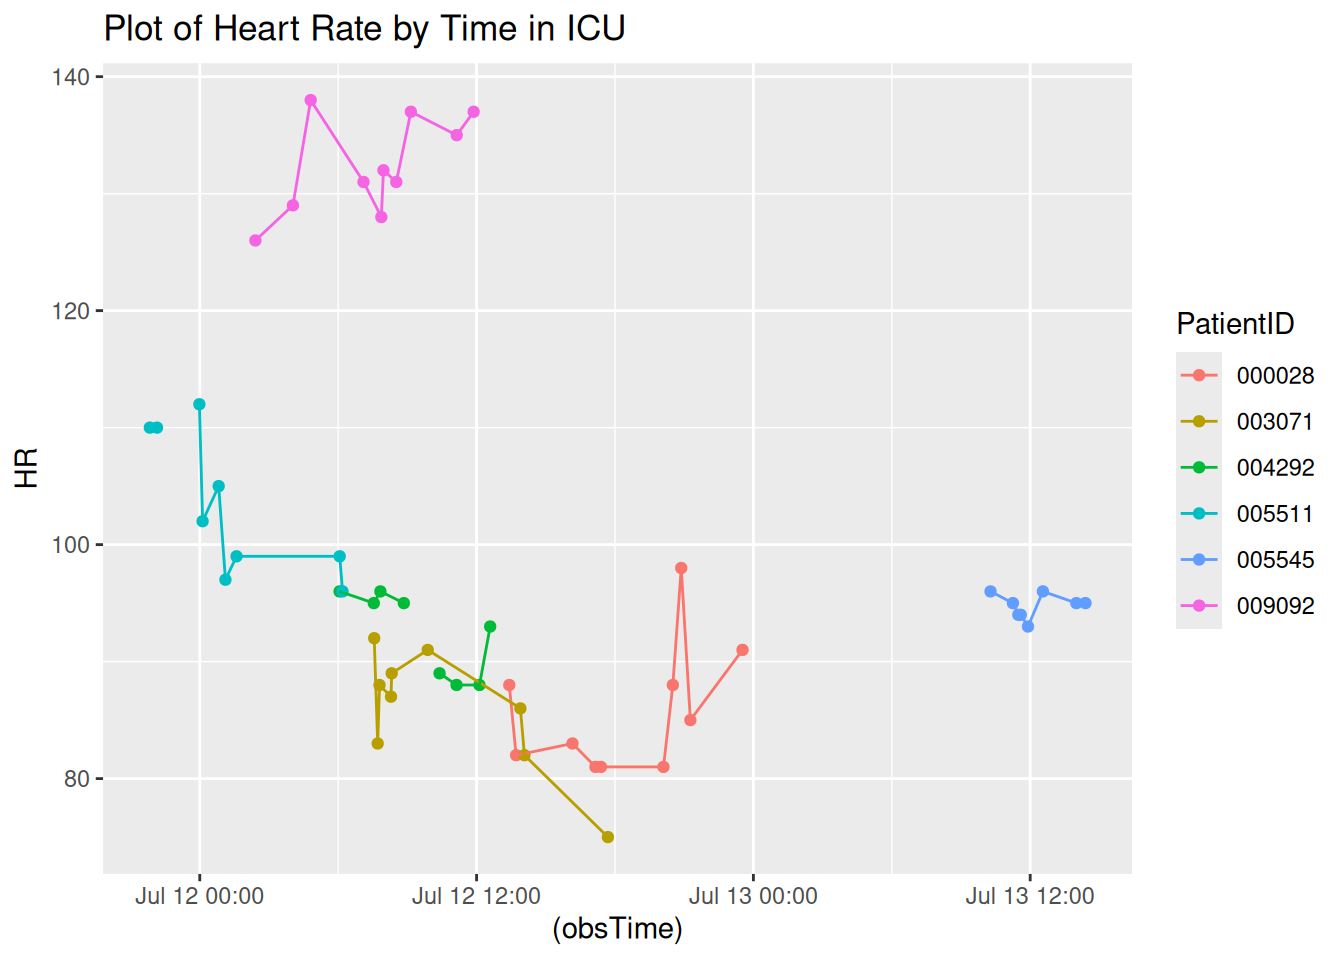 Plot of Heart Rate by Time in ICU
140
120
100
80
HR
Jul 12 00:00
Jul 12 12:00
Jul 13 00:00
Jul 13 12:00
(obsTime)
PatientID
000028
003071
004292
005511
005545
009092